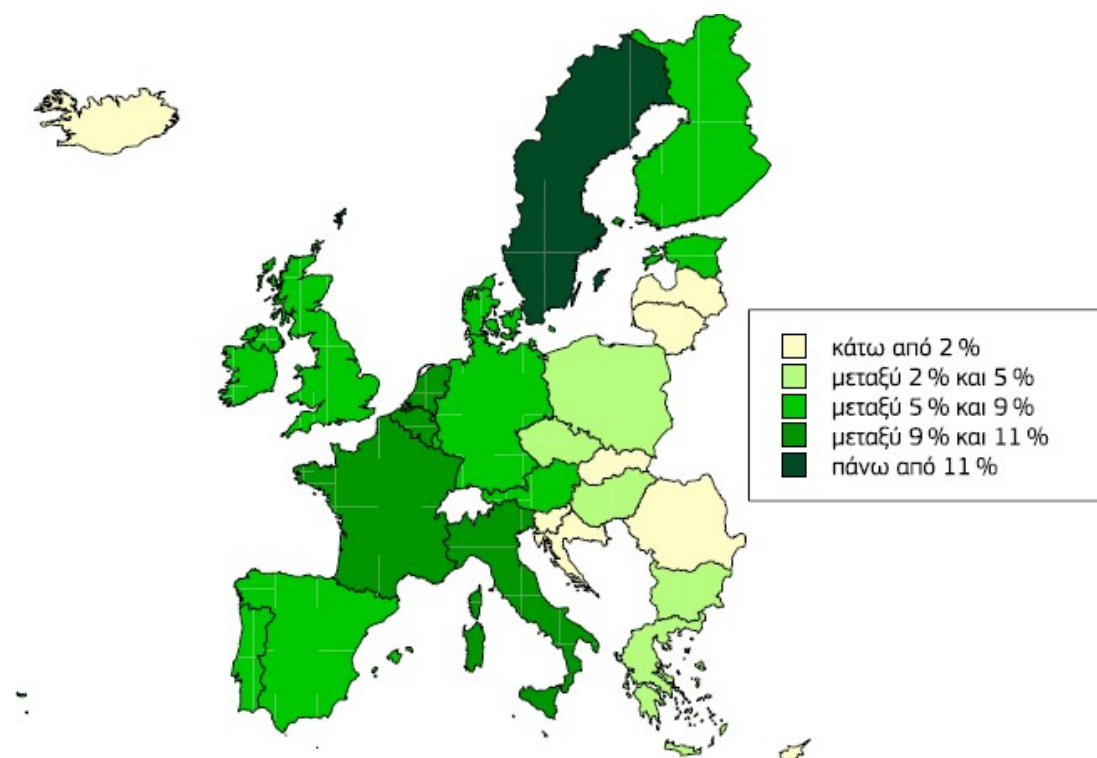 κάτω από 2 %
μεταξύ 2 % και 5 %
μεταξύ 5 % και 9 %
μεταξύ 9 % και 11 %
πάνω από 11 %